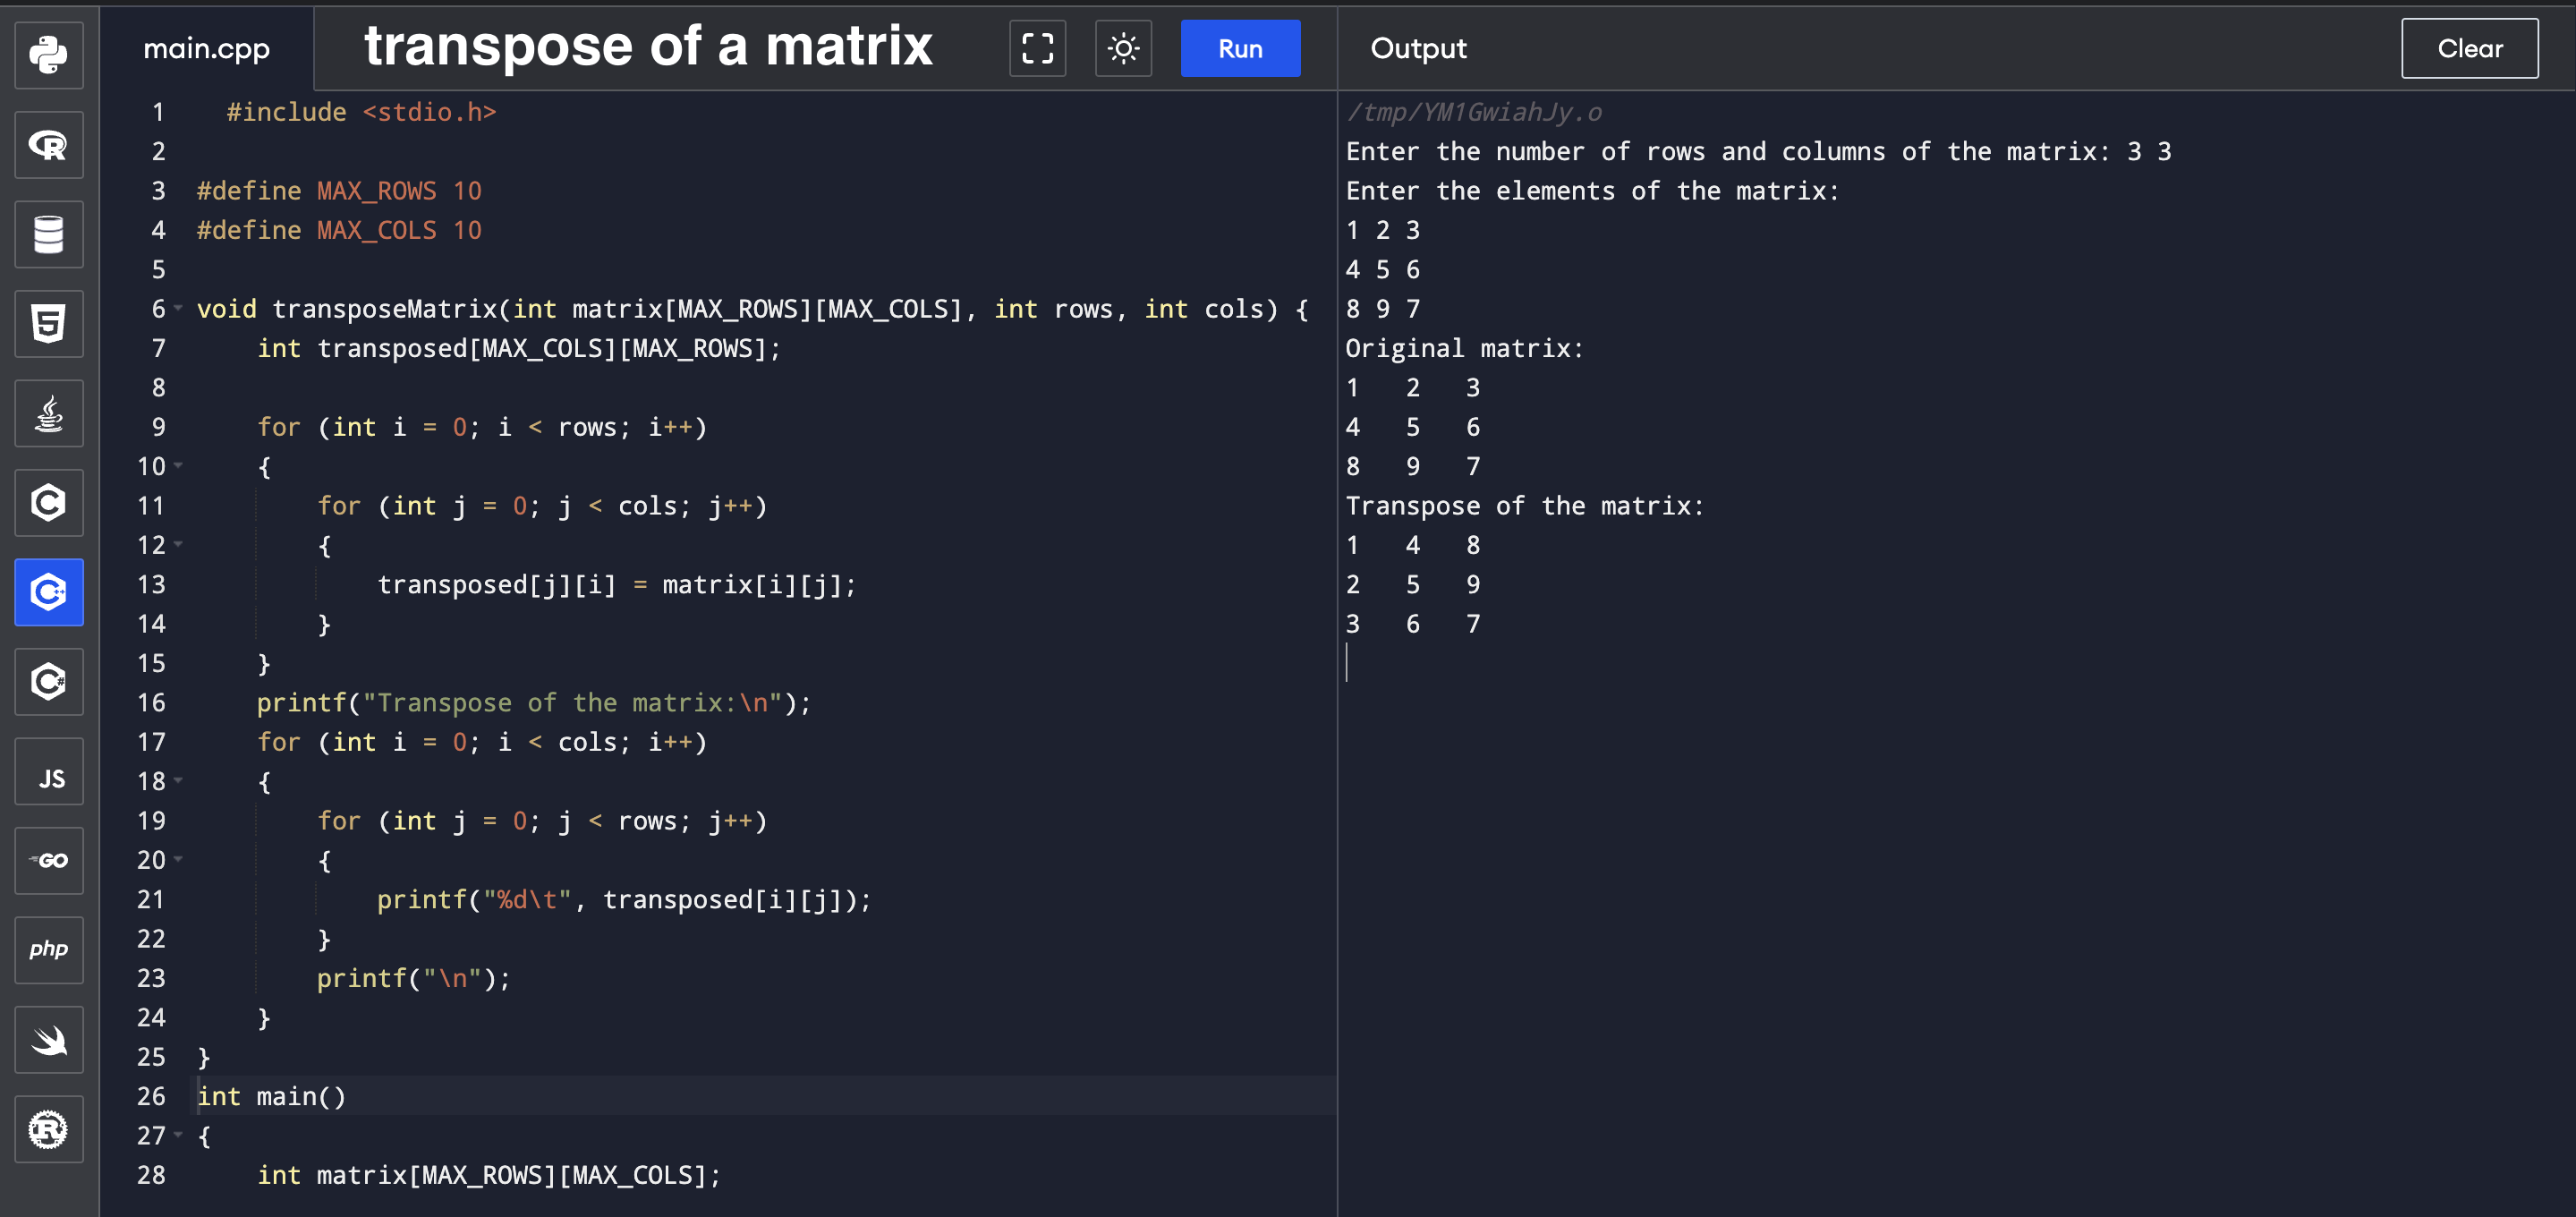 main.cpp
transpose of a matrix
Run
Output
Clear
R
5
C
C++
C#
JS
GO
php
R
1 #include <stdio.h>
2
3 #define MAX_ROWS 10
4 #define MAX_COLS 10
5
6 void transposeMatrix(int matrix[MAX_ROWS][MAX_COLS], int rows, int cols) {
7     int transposed[MAX_COLS][MAX_ROWS];
8
9     for (int i = 0; i < rows; i++)
10     {
11         for (int j = 0; j < cols; j++)
12         {
13             transposed[j][i] = matrix[i][j];
14         }
15     }
16     printf("Transpose of the matrix:\n");
17     for (int i = 0; i < cols; i++)
18     {
19         for (int j = 0; j < rows; j++)
20         {
21             printf("%d\t", transposed[i][j]);
22         }
23         printf("\n");
24     }
25 }
26 int main()
27 {
28     int matrix[MAX_ROWS][MAX_COLS];
/tmp/YM1GwiahJy.o
Enter the number of rows and columns of the matrix: 3 3
Enter the elements of the matrix:
1 2 3
4 5 6
8 9 7
Original matrix:
1 2 3
4 5 6
8 9 7
Transpose of the matrix:
1 4 8
2 5 9
3 6 7